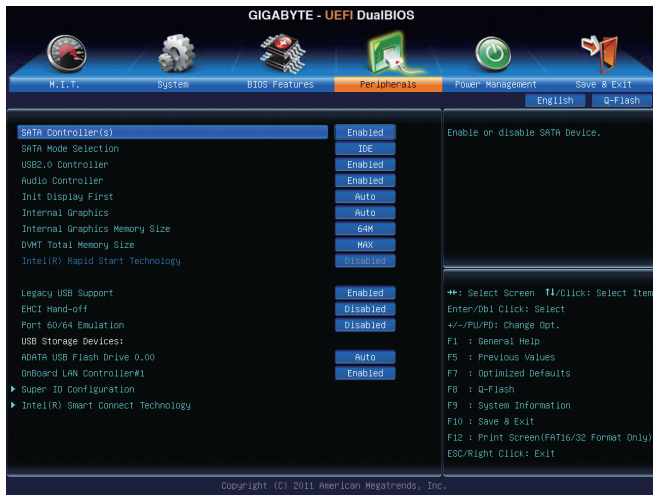 GIGABYTE - UEFI DualBIOS
M.I.T. System BIOS Features Peripherals Power Management Save & Exit
English Q-Flash
SATA Controller(s) Enabled
SATA Mode Selection IDE
USB2.0 Controller Enabled
Audio Controller Enabled
Init Display First Auto
Internal Graphics Auto
Internal Graphics Memory Size 64M
DVMT Total Memory Size MAX
Intel(R) Rapid Start Technology Disabled
Legacy USB Support Enabled
EHCI Hand-off Disabled
Port 60/64 Emulation Disabled
USB Storage Devices:
ADATA USB Flash Drive 0.00 Auto
OnBoard LAN Controller#1 Enabled
Super IO Configuration
Intel(R) Smart Connect Technology
Enable or disable SATA Device.
→←: Select Screen ↑↓/Click: Select Item
Enter/Dbl Click: Select
+/-/PU/PD: Change Opt.
F1 : General Help
F5 : Previous Values
F7 : Optimized Defaults
F8 : Q-Flash
F9 : System Information
F10 : Save & Exit
F12 : Print Screen(FAT16/32 Format Only)
ESC/Right Click: Exit
Copyright (C) 2011 American Megatrends, Inc.